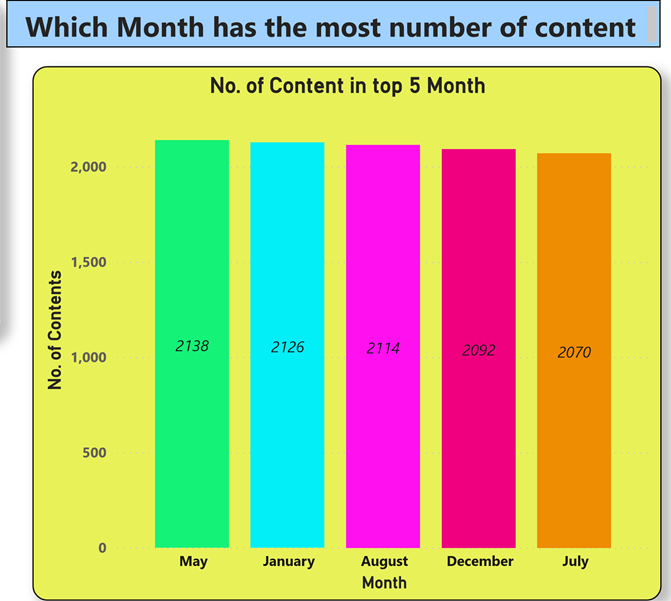 Which Month has the most number of content
No. of Content in top 5 Month
No. of Contents
2,000
1,500
1,000
500
0
2138
2126
2114
2092
2070
May
January
August
December
July
Month